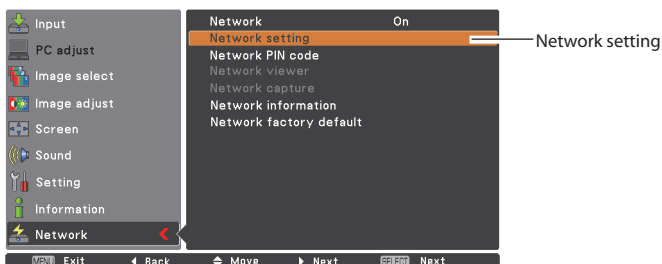 Input
PC adjust
Image select
Image adjust
Screen
Sound
Setting
Information
Network
Network On
Network setting
Network PIN code
Network viewer
Network capture
Network information
Network factory default
Network setting
MENU Exit Back Move Next SELECT Next